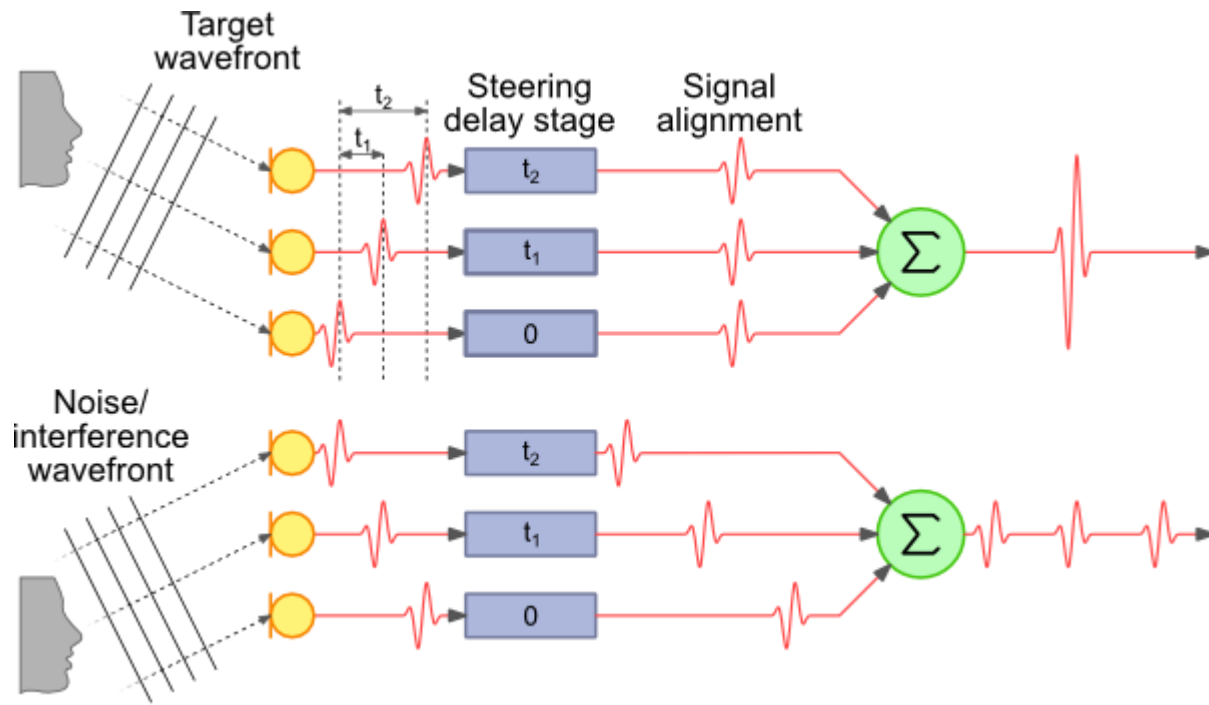 Target
wavefront
Steering
delay stage
Signal
alignment
t₂
t₁
t₂
t₁
0
Σ
Noise/
interference
wavefront
t₂
t₁
0
Σ